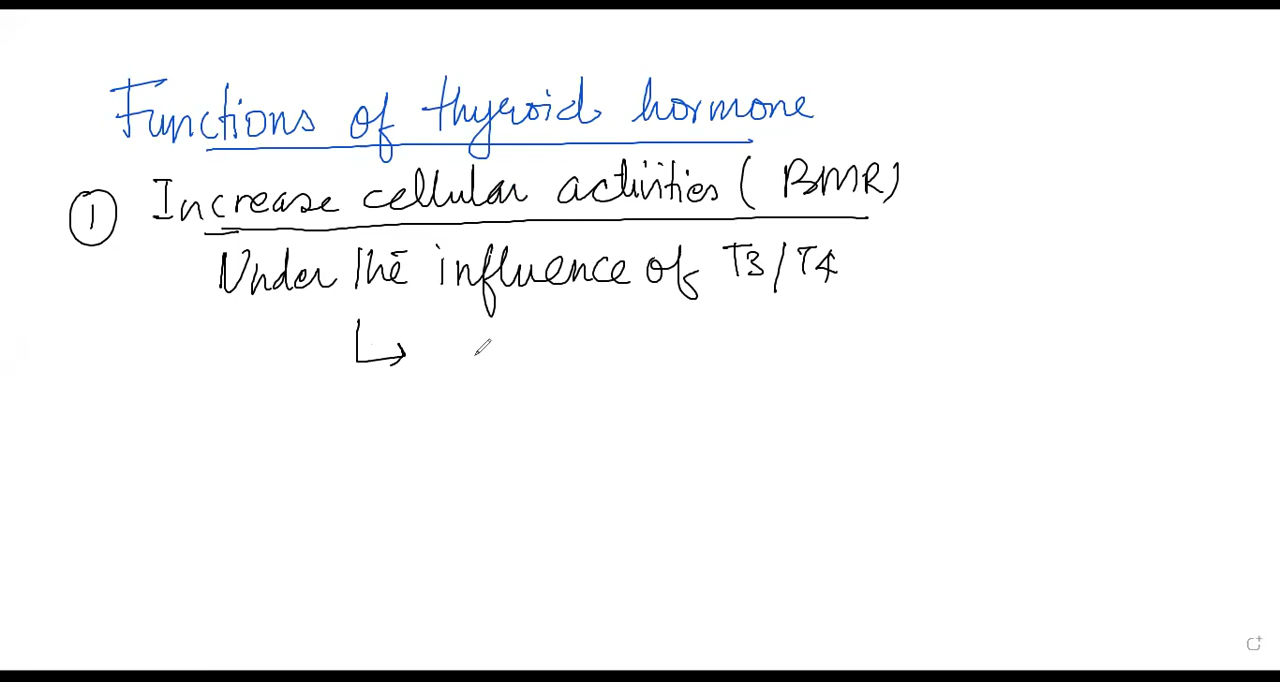 Functions of thyroid hormone
① Increase cellular activities (BMR)
Under the influence of T3/T4
↳